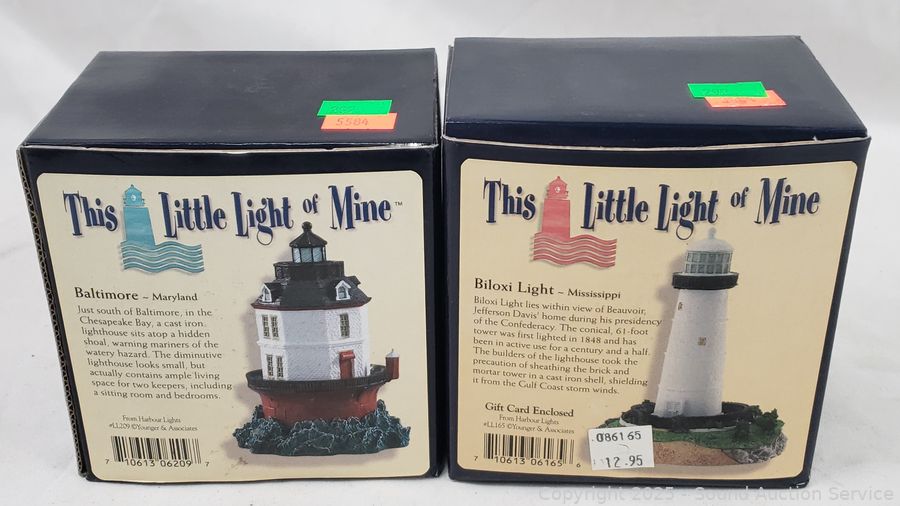 5584
This Little Light of Mine™
Baltimore ~ Maryland
Just south of Baltimore, in the
Chesapeake Bay, a cast iron
lighthouse sits atop a hidden
shoal, warning mariners of the
watery hazard. The diminutive
lighthouse looks small, but
actually contains ample living
space for two keepers, including
a sitting room and bedrooms.
From Harbour Lights
#LL209 ©Younger & Associates
7 10613 06209 7
This Little Light of Mine
Biloxi Light ~ Mississippi
Biloxi Light lies within view of Beauvoir,
Jefferson Davis' home during his presidency
of the Confederacy. The conical, 61-foot
tower was first lighted in 1848 and has
been in active use for a century and a half.
The builders of the lighthouse took the
precaution of sheathing the brick and
mortar tower in a cast iron shell, shielding
it from the Gulf Coast storm winds.
Gift Card Enclosed
From Harbour Lights
#LL165 ©Younger & Associates
7 10613 06165 6
086165
12.95
Copyright 2025 - Sound Auction Service